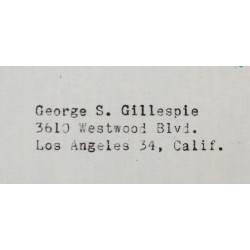 George S. Gillespie
3610 Westwood Blvd.
Los Angeles 34, Calif.